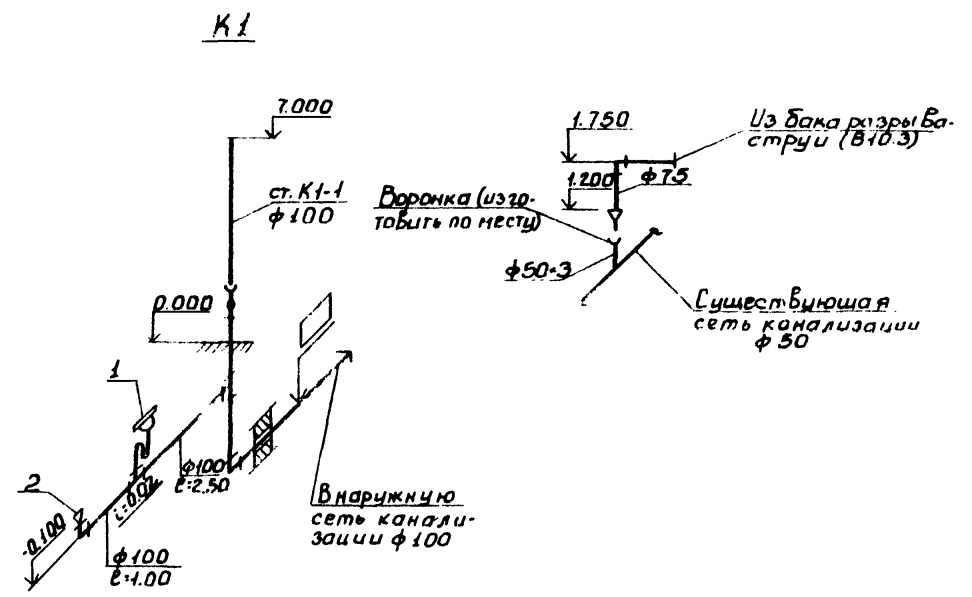 К1
7.000
ст. К1-1
ф100
0.000
1
2
-0.100
i=0.02
ф100
ℓ=2.50
ф100
ℓ=1.00
В наружную
сеть канали-
зации ф100
1.750
1.200
Из бака разрыва-
струи (В10.3)
ф75
Воронка (изго-
товить по месту)
ф50×3
Существующая
сеть канализации
ф50